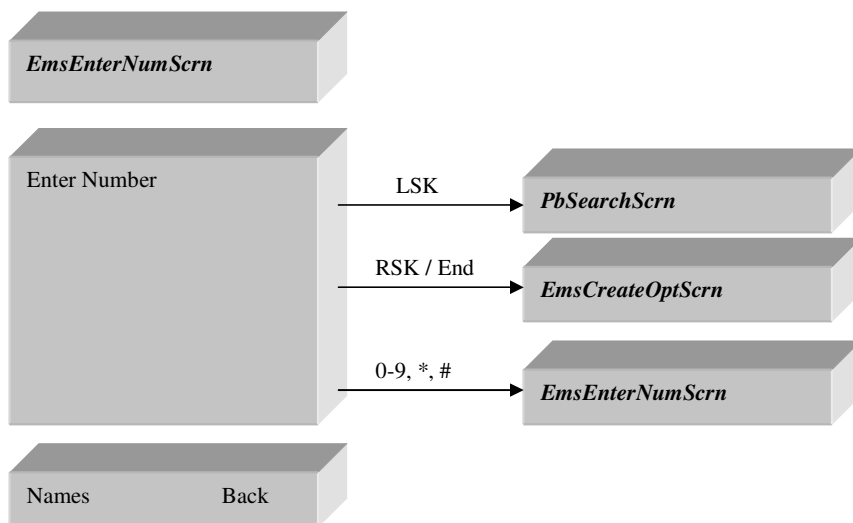 EmsEnterNumScrn
Enter Number
LSK
PbSearchScrn
RSK / End
EmsCreateOptScrn
0-9, *, #
EmsEnterNumScrn
Names Back